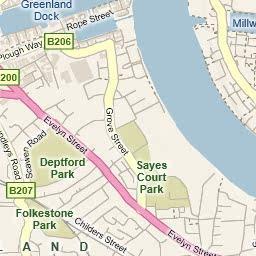 Greenland
Dock
Rope Street
Plough Way
B206
Millw
200
Evelyn Street
Grove Street
Road
Deptford
Park
Sayes
Court
Park
B207
Folkestone
Park
Childers Street
Evelyn Street
A N D